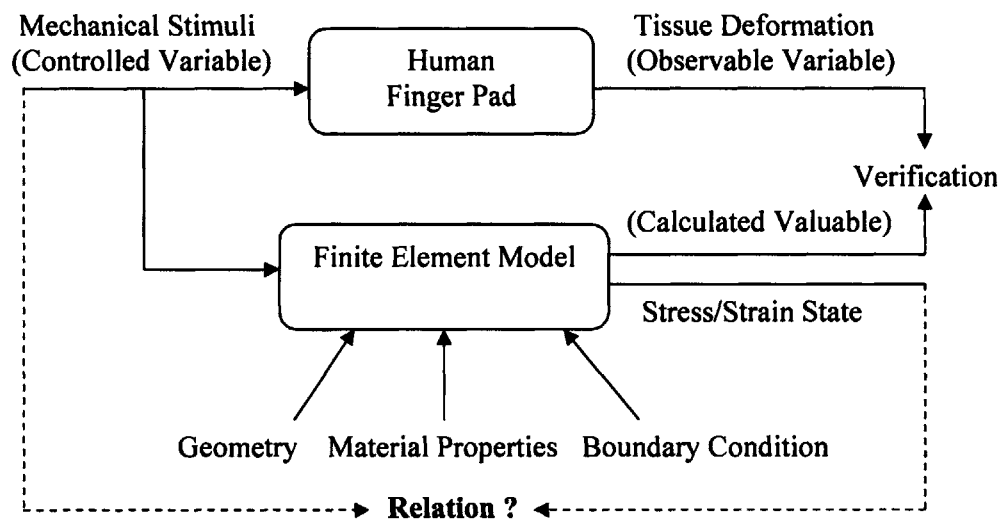 Mechanical Stimuli
(Controlled Variable)
Human
Finger Pad
Tissue Deformation
(Observable Variable)
Verification
(Calculated Valuable)
Finite Element Model
Stress/Strain State
Geometry
Material Properties
Boundary Condition
Relation ?